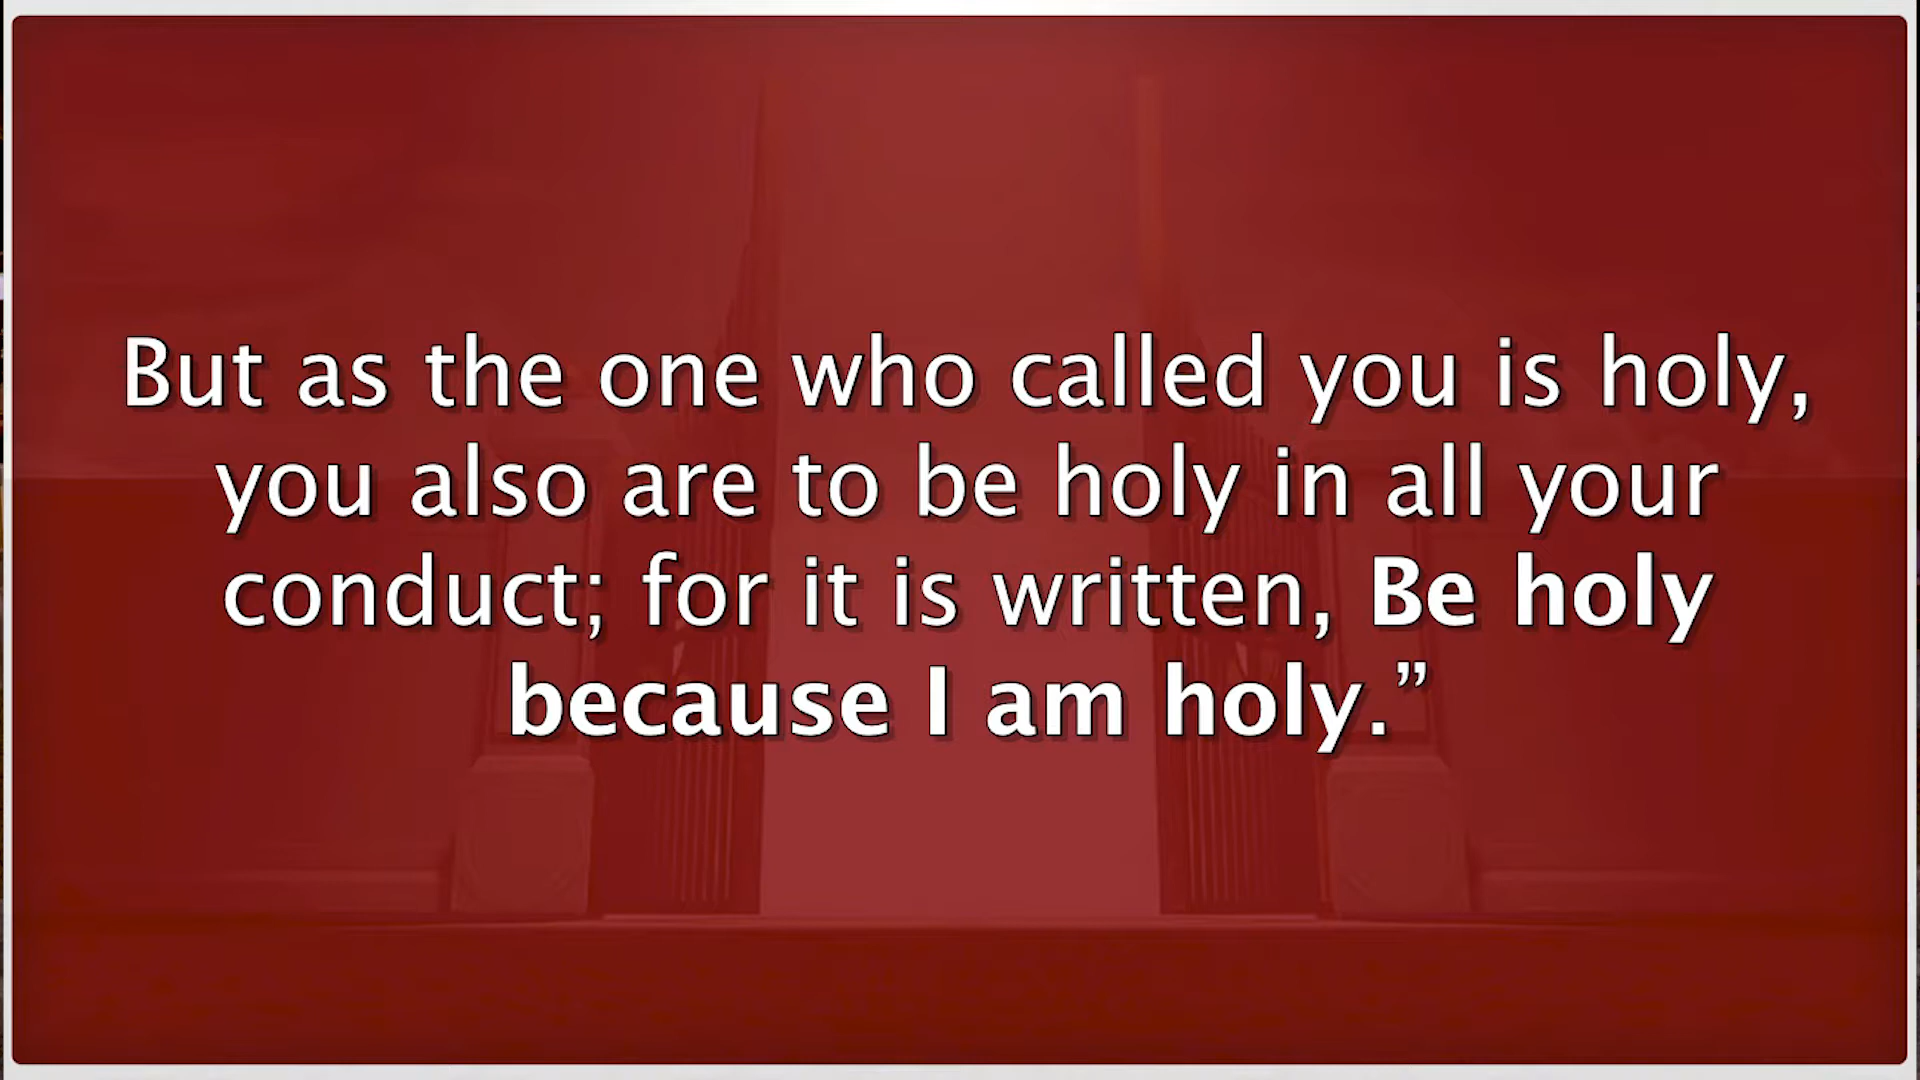 But as the one who called you is holy,
you also are to be holy in all your
conduct; for it is written, Be holy
because I am holy.”